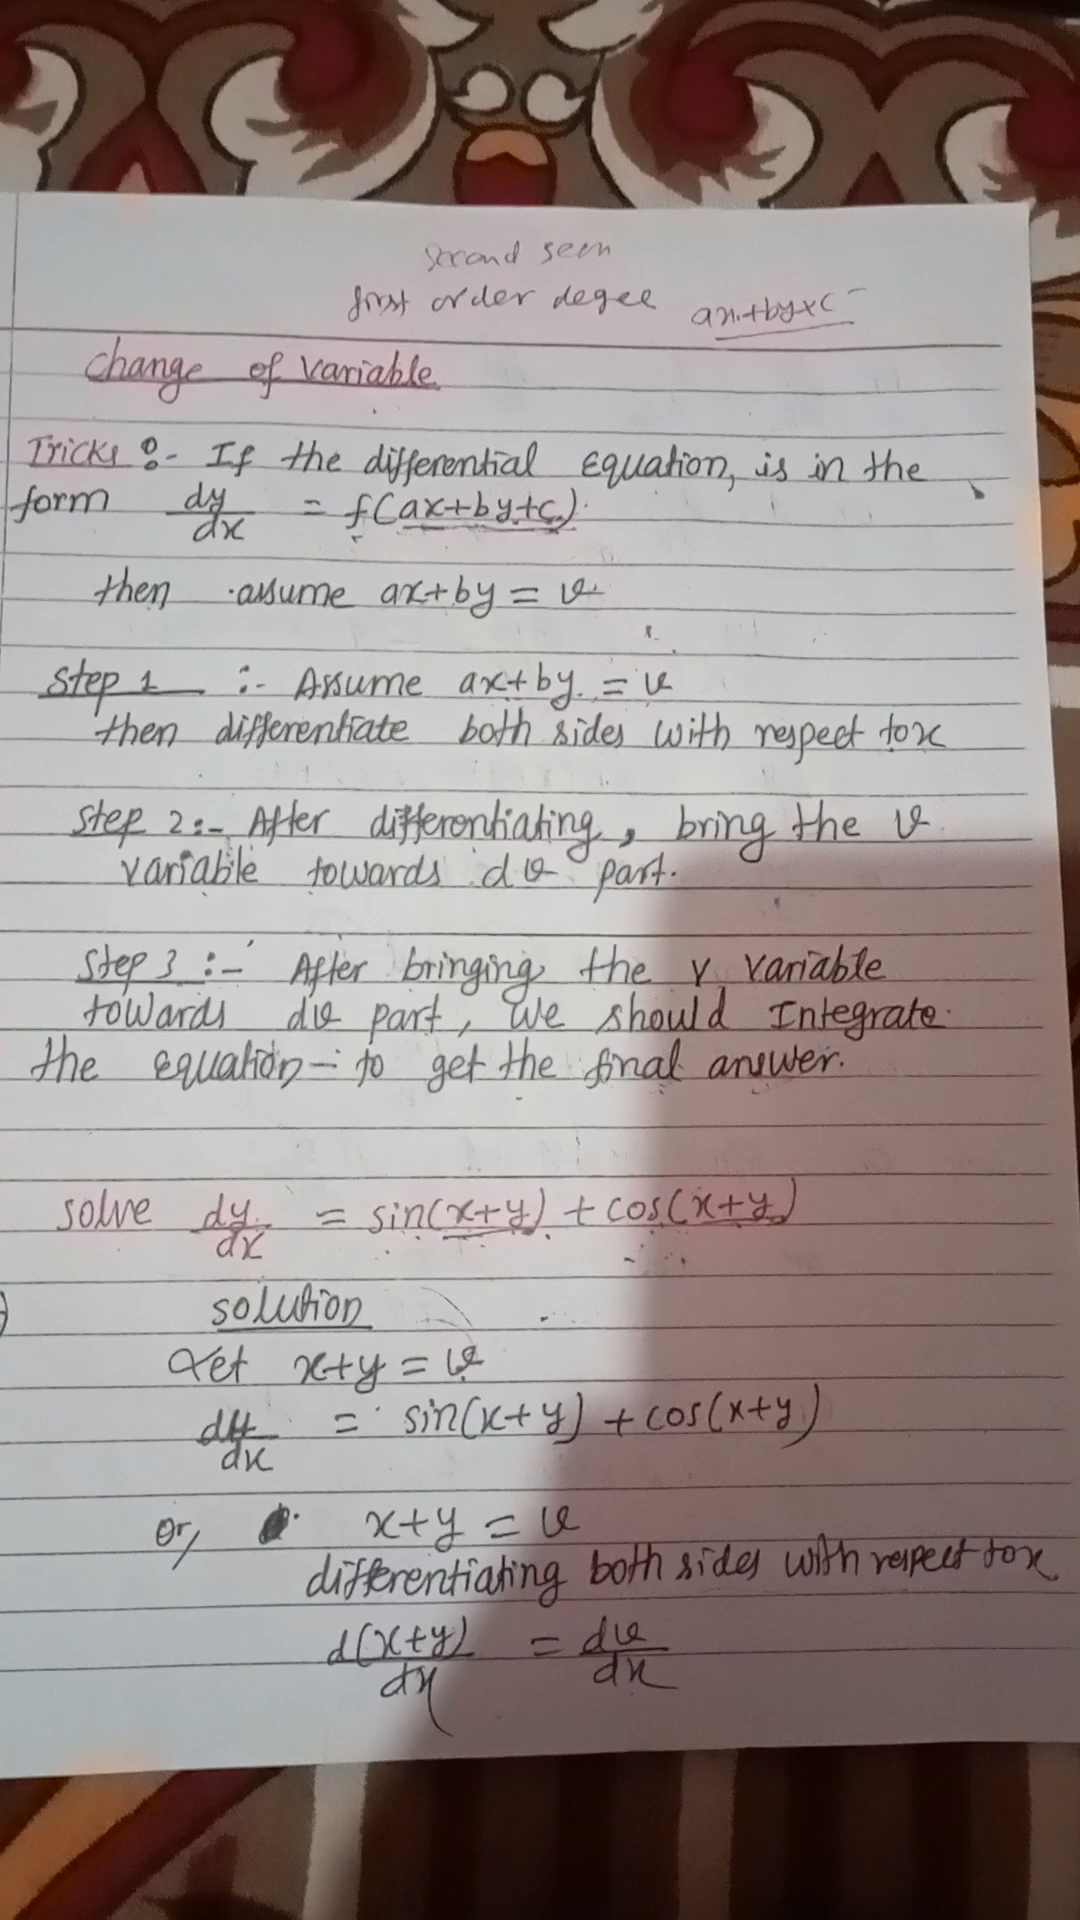 Second seen
first order degee ax+by+c
Change of variable
Tricks :- If the differential equation, is in the
form dy/dx = f(ax+by+c)
then assume ax+by = v
Step 1 :- Assume ax+by = v
then differentiate both sides with respect to x
Step 2 :- After differentiating, bring the v
variable towards dv part.
Step 3 :- After bringing the v variable
towards dv part, we should Integrate
the equation to get the final answer.
solve dy/dx = sin(x+y) + cos(x+y)
solution
Let x+y = v
dy/dx = sin(x+y) + cos(x+y)
or, x+y = v
differentiating both sides with respect to x
d(x+y)/dx = dv/dx